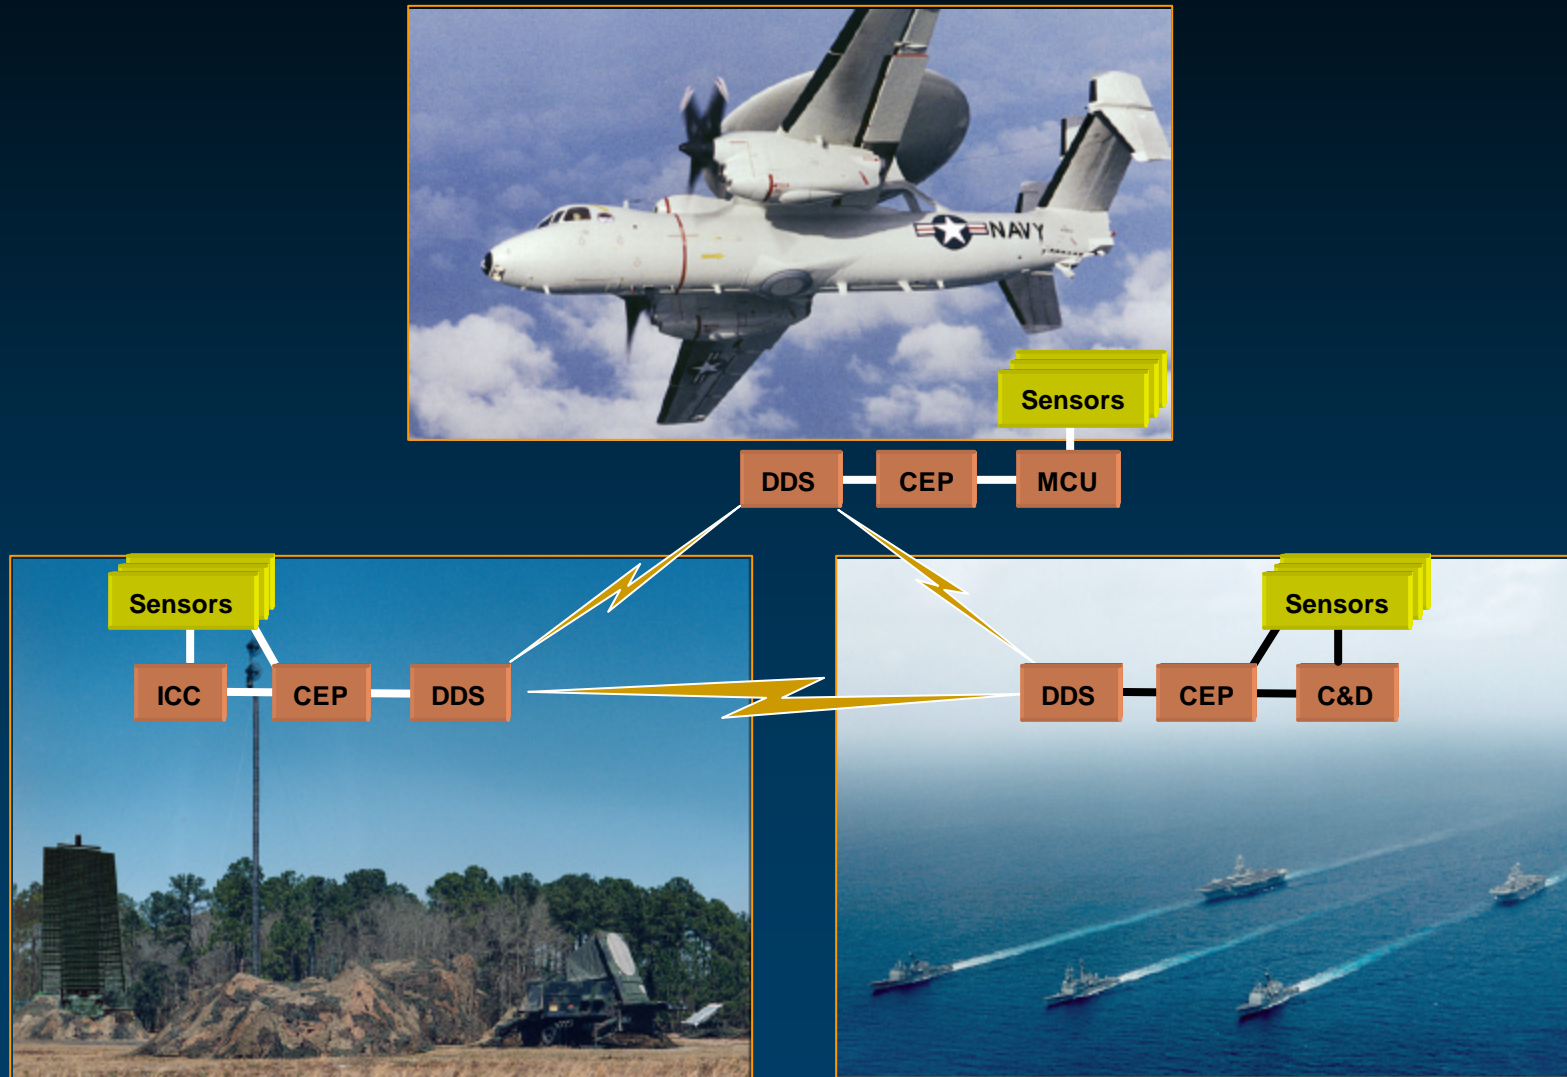 NAVY
Sensors
DDS
CEP
MCU
Sensors
ICC
CEP
DDS
Sensors
DDS
CEP
C&D